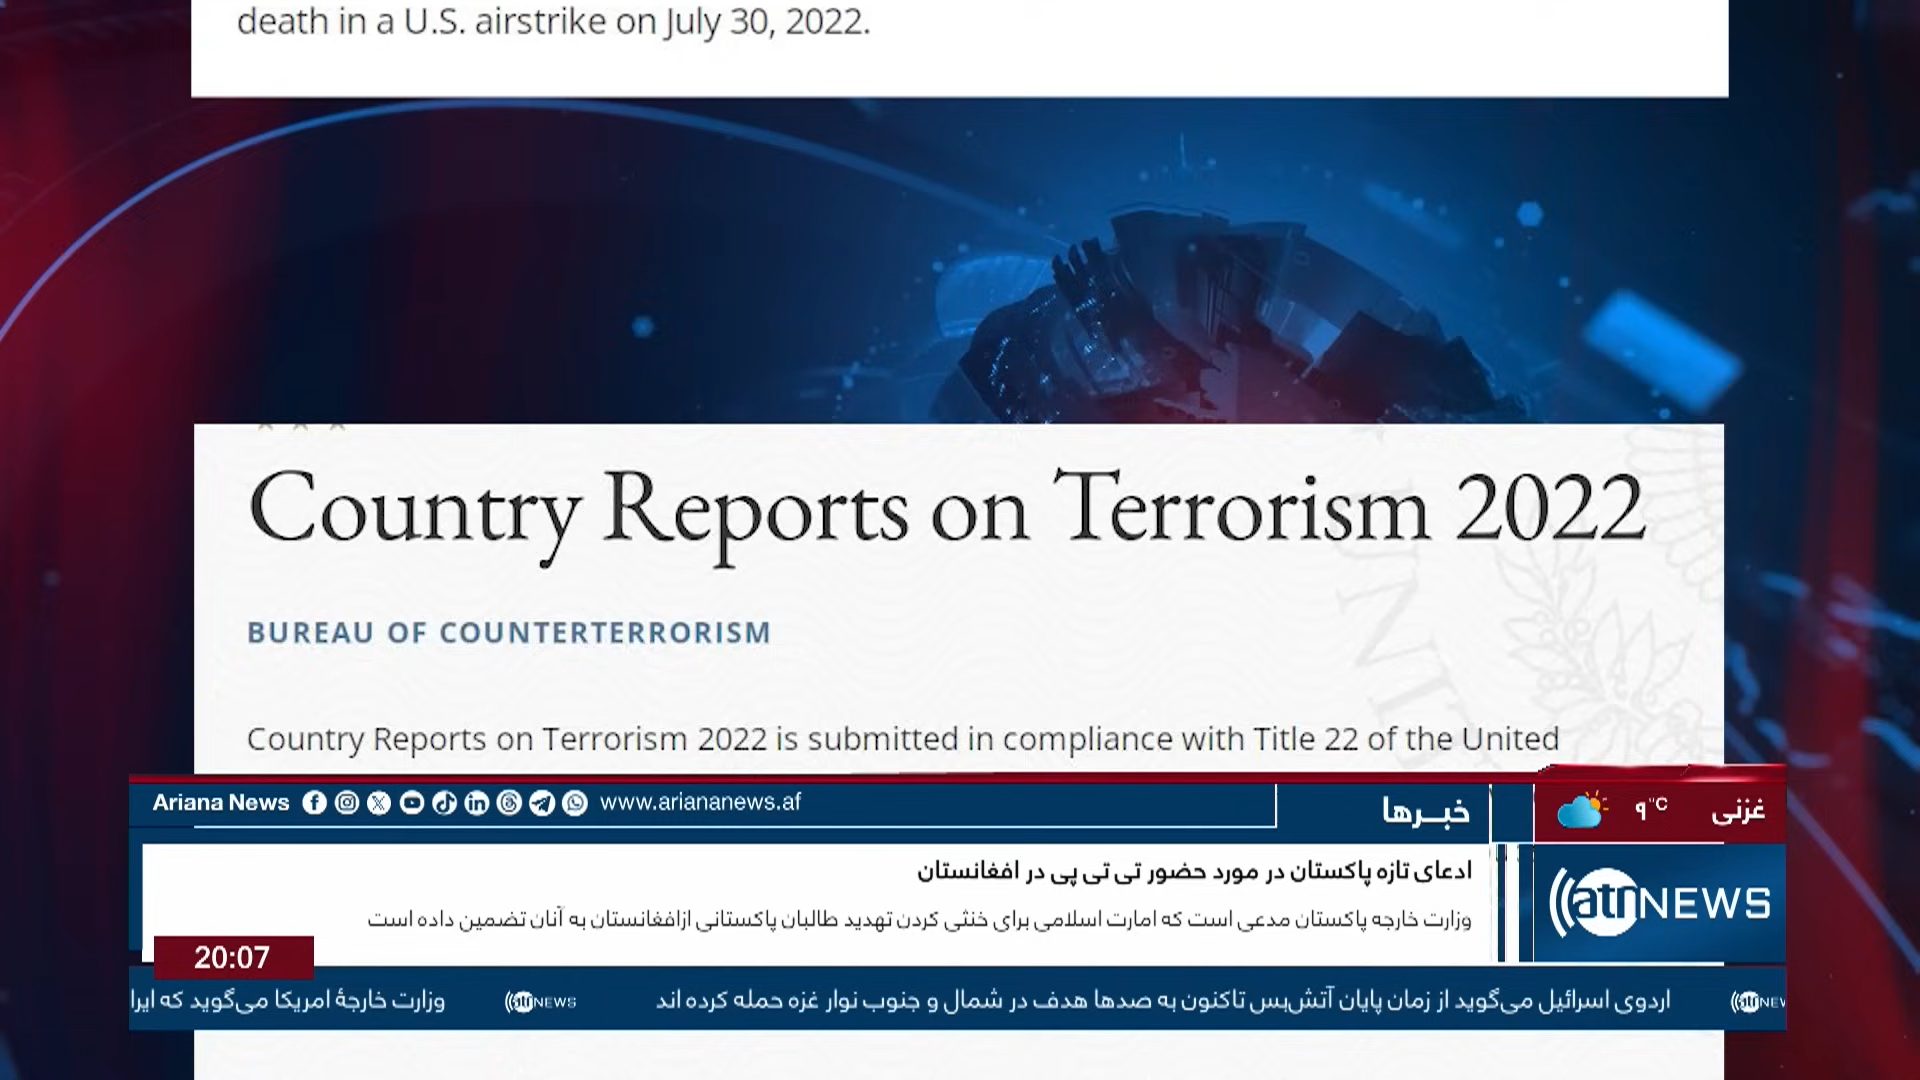 death in a U.S. airstrike on July 30, 2022.
Country Reports on Terrorism 2022
BUREAU OF COUNTERTERRORISM
Country Reports on Terrorism 2022 is submitted in compliance with Title 22 of the United
Ariana News www.ariananews.af
خبرها
غزنی ۹°C
ادعای تازه پاکستان در مورد حضور تی تی پی در افغانستان
وزارت خارجه پاکستان مدعی است که امارت اسلامی برای خنثی کردن تهدید طالبان پاکستانی ازافغانستان به آنان تضمین داده است
atn NEWS
20:07
اردوی اسرائیل می‌گوید از زمان پایان آتش‌بس تاکنون به صدها هدف در شمال و جنوب نوار غزه حمله کرده اند atn NEWS وزارت خارجهٔ امریکا می‌گوید که